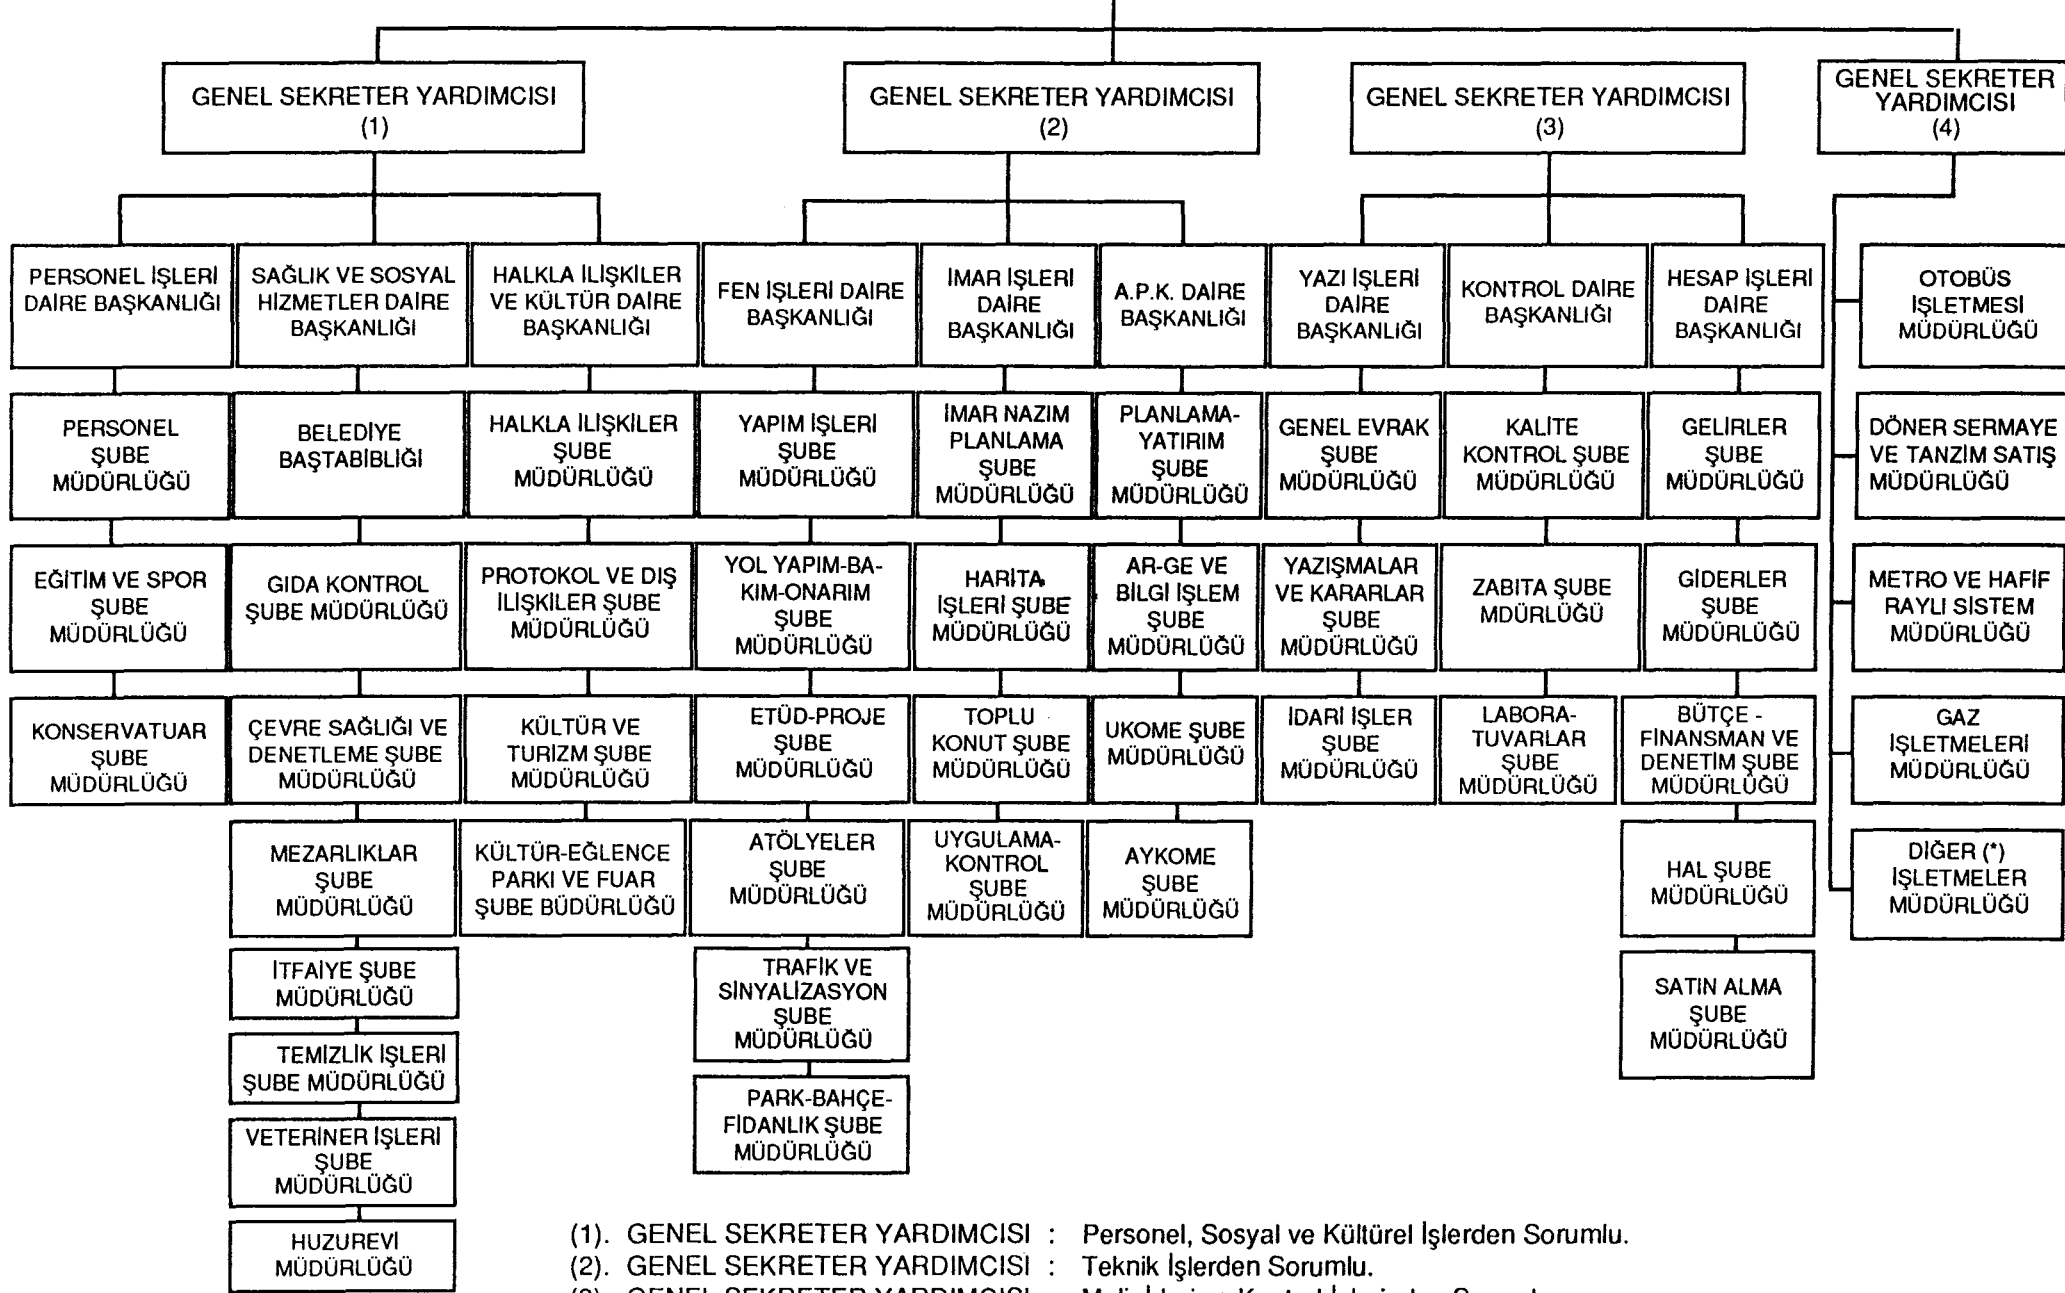 GENEL SEKRETER YARDIMCISI
(1)
GENEL SEKRETER YARDIMCISI
(2)
GENEL SEKRETER YARDIMCISI
(3)
GENEL SEKRETER
YARDIMCISI
(4)
PERSONEL İŞLERİ
DAİRE BAŞKANLIĞI
SAĞLIK VE SOSYAL
HİZMETLER DAİRE
BAŞKANLIĞI
HALKLA İLİŞKİLER
VE KÜLTÜR DAİRE
BAŞKANLIĞI
FEN İŞLERİ DAİRE
BAŞKANLIĞI
İMAR İŞLERİ
DAİRE
BAŞKANLIĞI
A.P.K. DAİRE
BAŞKANLIĞI
YAZI İŞLERİ
DAİRE
BAŞKANLIĞI
KONTROL DAİRE
BAŞKANLIĞI
HESAP İŞLERİ
DAİRE
BAŞKANLIĞI
OTOBÜS
İŞLETMESİ
MÜDÜRLÜĞÜ
PERSONEL
ŞUBE
MÜDÜRLÜĞÜ
BELEDİYE
BAŞTABİBLİĞİ
HALKLA İLİŞKİLER
ŞUBE
MÜDÜRLÜĞÜ
YAPIM İŞLERİ
ŞUBE
MÜDÜRLÜĞÜ
İMAR NAZIM
PLANLAMA
ŞUBE
MÜDÜRLÜĞÜ
PLANLAMA-
YATIRIM
ŞUBE
MÜDÜRLÜĞÜ
GENEL EVRAK
ŞUBE
MÜDÜRLÜĞÜ
KALİTE
KONTROL ŞUBE
MÜDÜRLÜĞÜ
GELİRLER
ŞUBE
MÜDÜRLÜĞÜ
DÖNER SERMAYE
VE TANZİM SATIŞ
MÜDÜRLÜĞÜ
EĞİTİM VE SPOR
ŞUBE
MÜDÜRLÜĞÜ
GIDA KONTROL
ŞUBE MÜDÜRLÜĞÜ
PROTOKOL VE DIŞ
İLİŞKİLER ŞUBE
MÜDÜRLÜĞÜ
YOL YAPIM-BA-
KIM-ONARIM
ŞUBE
MÜDÜRLÜĞÜ
HARİTA
İŞLERİ ŞUBE
MÜDÜRLÜĞÜ
AR-GE VE
BİLGİ İŞLEM
ŞUBE
MÜDÜRLÜĞÜ
YAZIŞMALAR
VE KARARLAR
ŞUBE
MÜDÜRLÜĞÜ
ZABITA ŞUBE
MDÜRLÜĞÜ
GİDERLER
ŞUBE
MÜDÜRLÜĞÜ
METRO VE HAFİF
RAYLI SİSTEM
MÜDÜRLÜĞÜ
KONSERVATUAR
ŞUBE
MÜDÜRLÜĞÜ
ÇEVRE SAĞLIĞI VE
DENETLEME ŞUBE
MÜDÜRLÜĞÜ
KÜLTÜR VE
TURİZM ŞUBE
MÜDÜRLÜĞÜ
ETÜD-PROJE
ŞUBE
MÜDÜRLÜĞÜ
TOPLU
KONUT ŞUBE
MÜDÜRLÜĞÜ
UKOME ŞUBE
MÜDÜRLÜĞÜ
İDARİ İŞLER
ŞUBE
MÜDÜRLÜĞÜ
LABORA-
TUVARLAR
ŞUBE
MÜDÜRLÜĞÜ
BÜTÇE -
FİNANSMAN VE
DENETİM ŞUBE
MÜDÜRLÜĞÜ
GAZ
İŞLETMELERİ
MÜDÜRLÜĞÜ
MEZARLIKLAR
ŞUBE
MÜDÜRLÜĞÜ
KÜLTÜR-EĞLENCE
PARKI VE FUAR
ŞUBE BÜDÜRLÜĞÜ
ATÖLYELER
ŞUBE
MÜDÜRLÜĞÜ
UYGULAMA-
KONTROL
ŞUBE
MÜDÜRLÜĞÜ
AYKOME
ŞUBE
MÜDÜRLÜĞÜ
HAL ŞUBE
MÜDÜRLÜĞÜ
DİĞER (*)
İŞLETMELER
MÜDÜRLÜĞÜ
İTFAİYE ŞUBE
MÜDÜRLÜĞÜ
TRAFİK VE
SİNYALİZASYON
ŞUBE
MÜDÜRLÜĞÜ
SATIN ALMA
ŞUBE
MÜDÜRLÜĞÜ
TEMİZLİK İŞLERİ
ŞUBE MÜDÜRLÜĞÜ
PARK-BAHÇE-
FİDANLIK ŞUBE
MÜDÜRLÜĞÜ
VETERİNER İŞLERİ
ŞUBE
MÜDÜRLÜĞÜ
HUZUREVİ
MÜDÜRLÜĞÜ
(1). GENEL SEKRETER YARDIMCISI : Personel, Sosyal ve Kültürel İşlerden Sorumlu.
(2). GENEL SEKRETER YARDIMCISI : Teknik İşlerden Sorumlu.